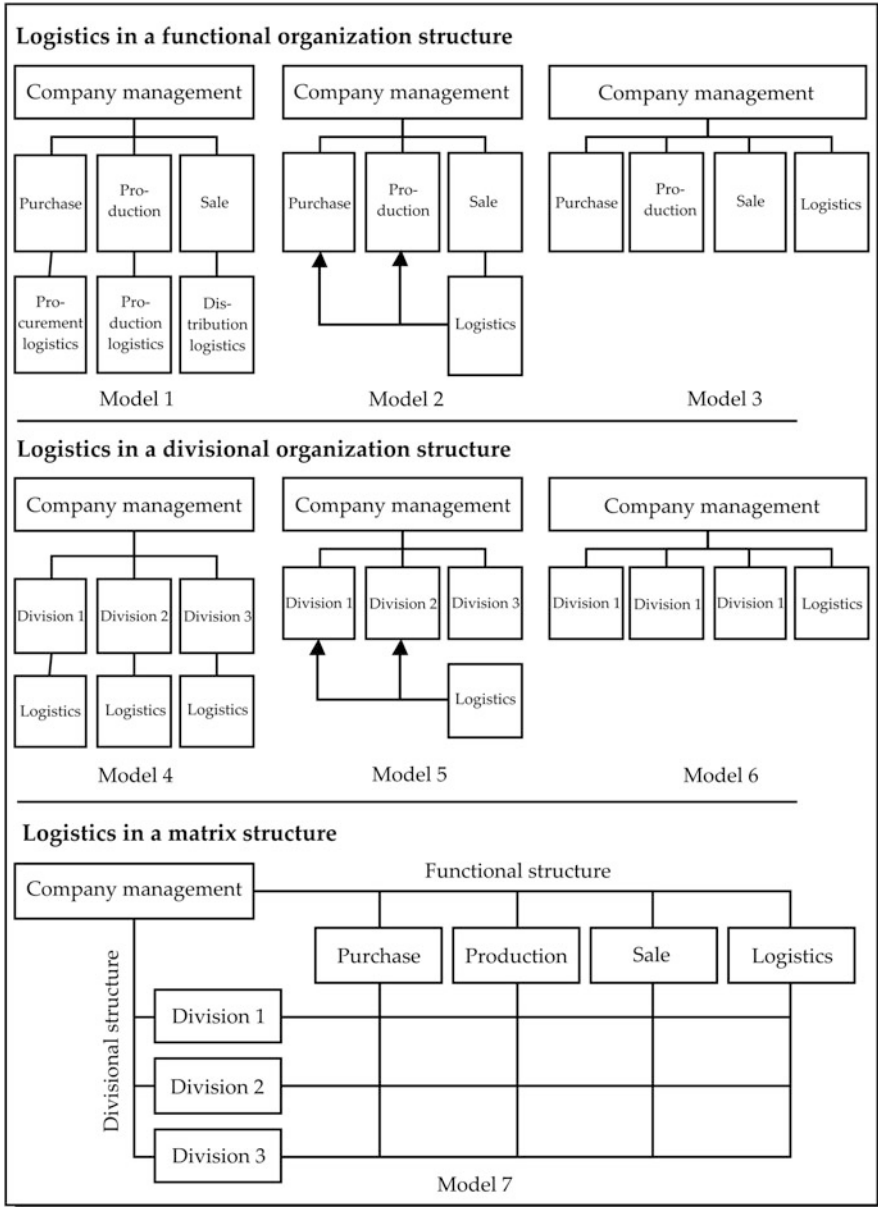 Logistics in a functional organization structure
Company management
Purchase
Pro-
duction
Sale
Pro-
curement
logistics
Pro-
duction
logistics
Dis-
tribution
logistics
Model 1
Company management
Purchase
Pro-
duction
Sale
Logistics
Model 2
Company management
Purchase
Pro-
duction
Sale
Logistics
Model 3
Logistics in a divisional organization structure
Company management
Division 1
Division 2
Division 3
Logistics
Logistics
Logistics
Model 4
Company management
Division 1
Division 2
Division 3
Logistics
Model 5
Company management
Division 1
Division 1
Division 1
Logistics
Model 6
Logistics in a matrix structure
Company management
Functional structure
Purchase
Production
Sale
Logistics
Divisional structure
Division 1
Division 2
Division 3
Model 7